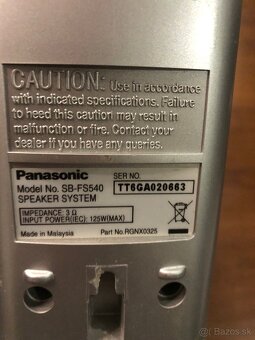 CAUTION: Use in accordance
with indicated specifications. Failure
to heed this caution may result in
malfunction or fire. Contact your
dealer if you have any queries.
Panasonic
SER NO.
Model No. SB-FS540
TT6GA020663
SPEAKER SYSTEM
IMPEDANCE: 3 Ω
INPUT POWER(IEC): 125W(MAX)
Made in Malaysia
Part No.RGNX0325
bazos.sk